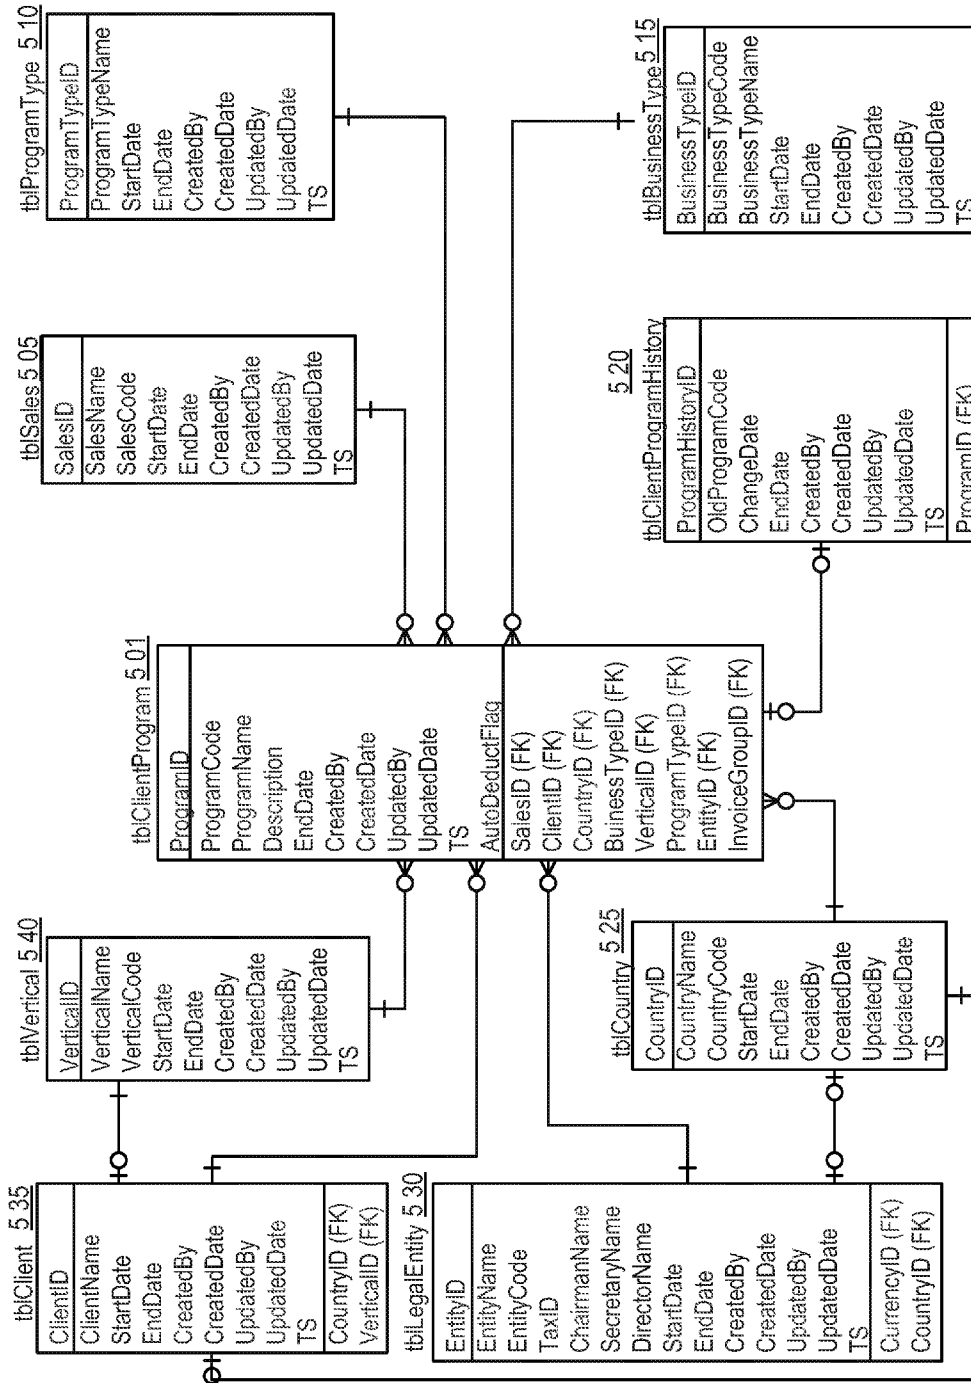 tblClient 5 35
ClientID
ClientName
StartDate
EndDate
CreatedBy
CreatedDate
UpdatedBy
UpdatedDate
TS
CountryID (FK)
VerticalID (FK)
tblVertical 5 40
VerticalID
VerticalName
VerticalCode
StartDate
EndDate
CreatedBy
CreatedDate
UpdatedBy
UpdatedDate
TS
tblSales 5 05
SalesID
SalesName
SalesCode
StartDate
EndDate
CreatedBy
CreatedDate
UpdatedBy
UpdatedDate
TS
tblProgramType 5 10
ProgramTypeID
ProgramTypeName
StartDate
EndDate
CreatedBy
CreatedDate
UpdatedBy
UpdatedDate
TS
tblClientProgram 5 01
ProgramID
ProgramCode
ProgramName
Description
EndDate
CreatedBy
CreatedDate
UpdatedBy
UpdatedDate
TS
AutoDeductFlag
SalesID (FK)
ClientID (FK)
CountryID (FK)
BuinessTypeID (FK)
VerticalID (FK)
ProgramTypeID (FK)
EntityID (FK)
InvoiceGroupID (FK)
tblLegalEntity 5 30
EntityID
EntityName
EntityCode
TaxID
ChairmanName
SecretaryName
DirectorName
StartDate
EndDate
CreatedBy
CreatedDate
UpdatedBy
UpdatedDate
TS
CurrencyID (FK)
CountryID (FK)
tblCountry 5 25
CountryID
CountryName
CountryCode
StartDate
EndDate
CreatedBy
CreatedDate
UpdatedBy
UpdatedDate
TS
5 20
tblClientProgramHistory
ProgramHistoryID
OldProgramCode
ChangeDate
EndDate
CreatedBy
CreatedDate
UpdatedBy
UpdatedDate
TS
ProgramID (FK)
tblBusinessType 5 15
BusinessTypeID
BusinessTypeCode
BusinessTypeName
StartDate
EndDate
CreatedBy
CreatedDate
UpdatedBy
UpdatedDate
TS